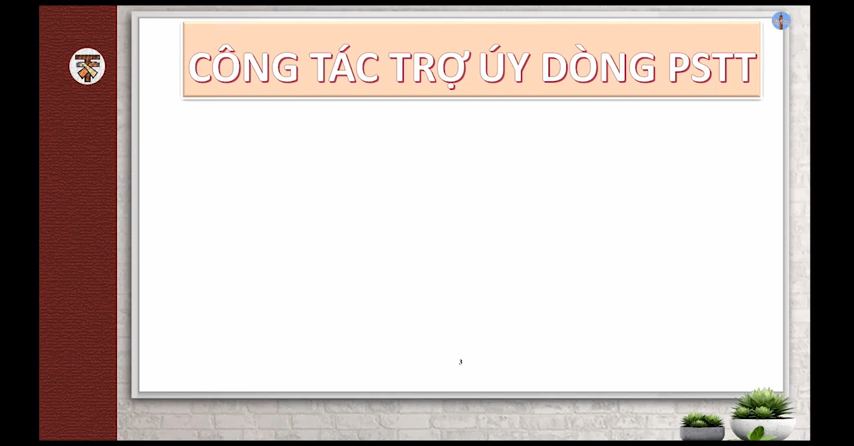 CÔNG TÁC TRỢ ÚY DÒNG PSTT
3